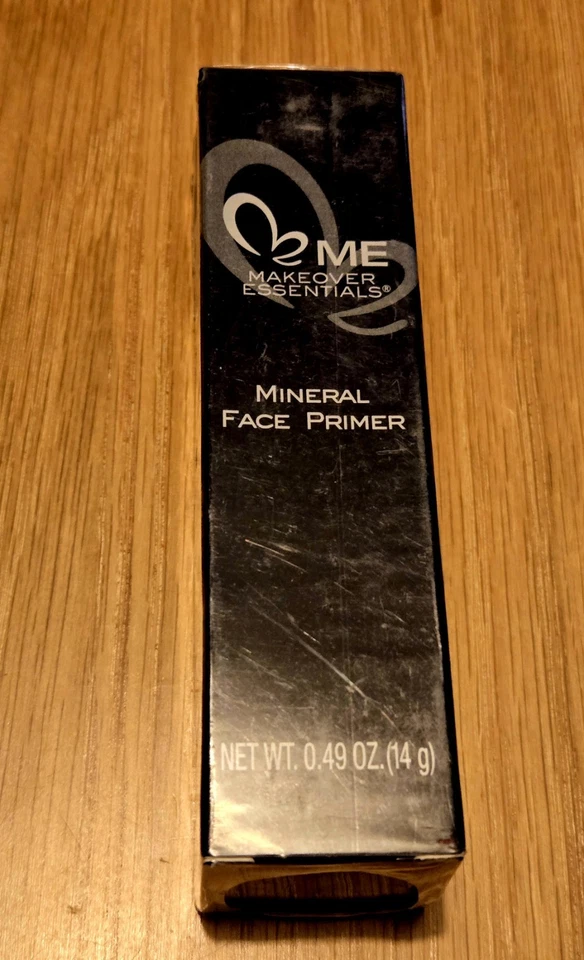 ME
MAKEOVER
ESSENTIALS®
MINERAL
FACE PRIMER
NET WT. 0.49 OZ.(14 g)